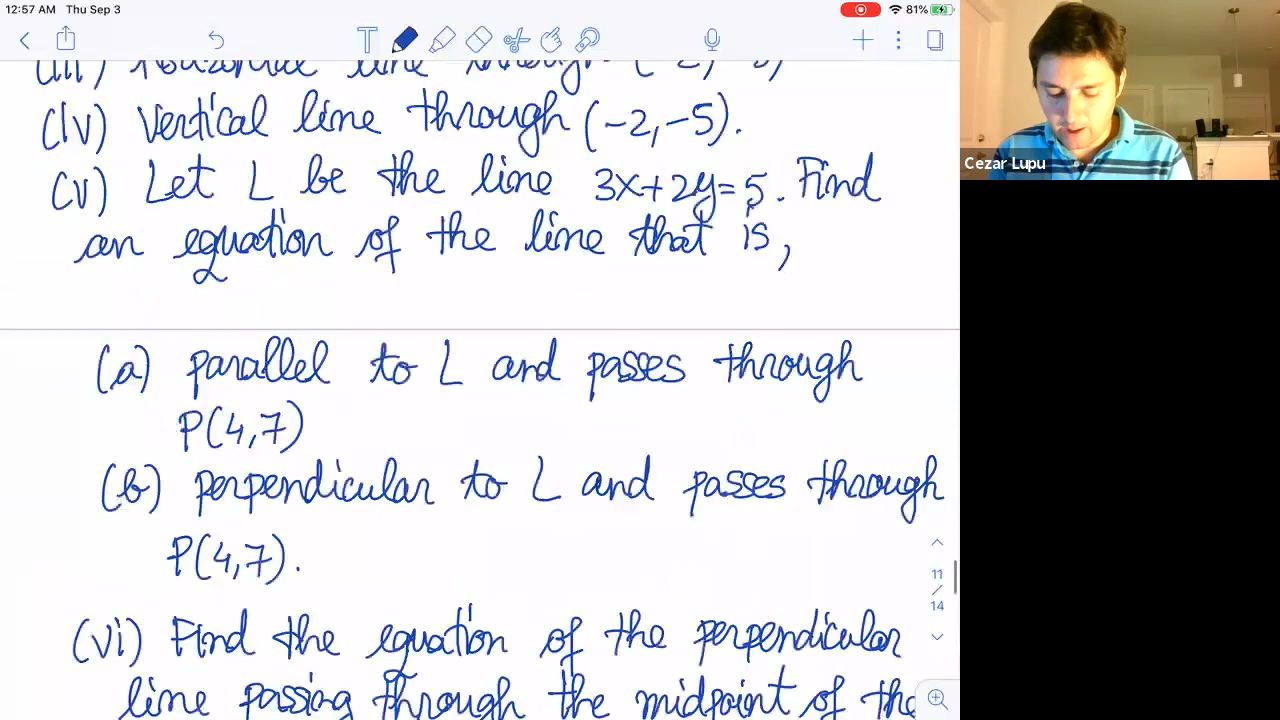 12:57 AM Thu Sep 3
81%
T
line through
(iv) Vertical line through (-2,-5).
(v) Let L be the line 3x+2y=5. Find
an equation of the line that is,
(a) parallel to L and passes through
P(4,7)
(b) perpendicular to L and passes through
P(4,7).
(vi) Find the equation of the perpendicular
line passing through the midpoint of the
11
/
14
Cezar Lupu